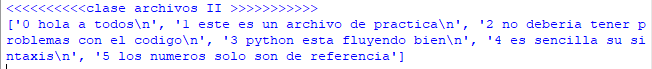 <<<<<<<<<<clase archivos II >>>>>>>>>>>
['0 hola a todos\n', '1 este es un archivo de practica\n', '2 no deberia tener p
roblemas con el codigo\n', '3 python esta fluyendo bien\n', '4 es sencilla su si
ntaxis\n', '5 los numeros solo son de referencia']